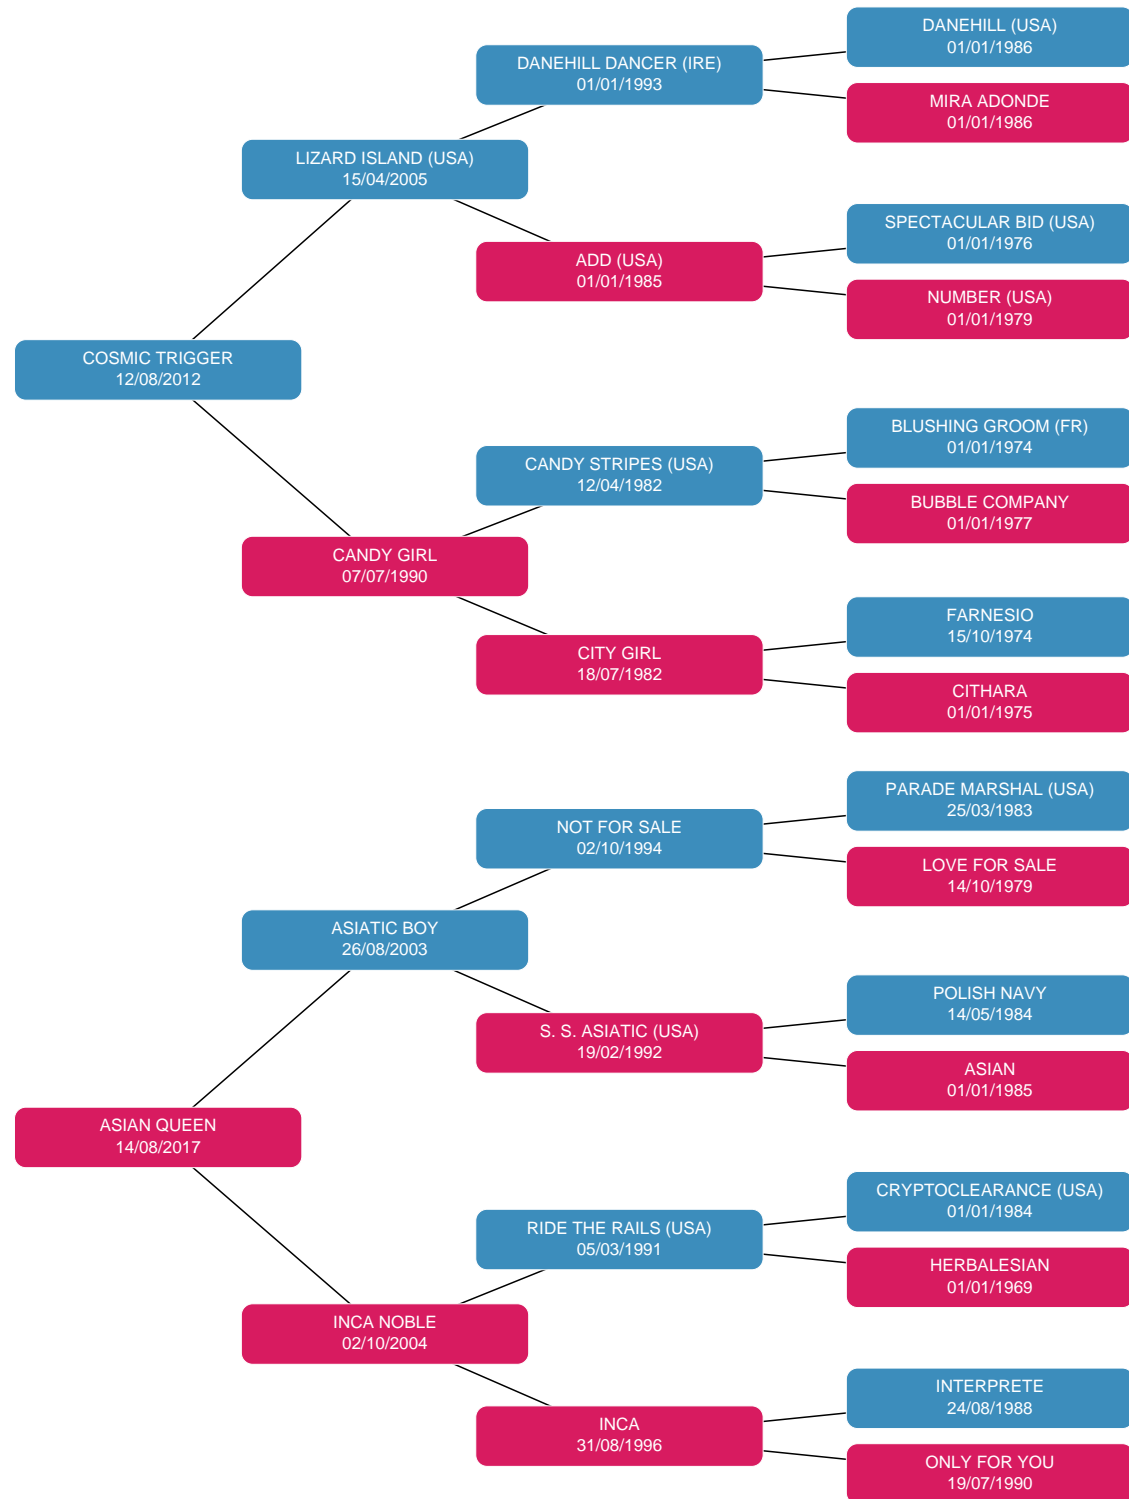 DANEHILL (USA)
01/01/1986
DANEHILL DANCER (IRE)
01/01/1993
MIRA ADONDE
01/01/1986
LIZARD ISLAND (USA)
15/04/2005
SPECTACULAR BID (USA)
01/01/1976
ADD (USA)
01/01/1985
NUMBER (USA)
01/01/1979
COSMIC TRIGGER
12/08/2012
BLUSHING GROOM (FR)
01/01/1974
CANDY STRIPES (USA)
12/04/1982
BUBBLE COMPANY
01/01/1977
CANDY GIRL
07/07/1990
FARNESIO
15/10/1974
CITY GIRL
18/07/1982
CITHARA
01/01/1975
PARADE MARSHAL (USA)
25/03/1983
NOT FOR SALE
02/10/1994
LOVE FOR SALE
14/10/1979
ASIATIC BOY
26/08/2003
POLISH NAVY
14/05/1984
S. S. ASIATIC (USA)
19/02/1992
ASIAN
01/01/1985
ASIAN QUEEN
14/08/2017
CRYPTOCLEARANCE (USA)
01/01/1984
RIDE THE RAILS (USA)
05/03/1991
HERBALESIAN
01/01/1969
INCA NOBLE
02/10/2004
INTERPRETE
24/08/1988
INCA
31/08/1996
ONLY FOR YOU
19/07/1990